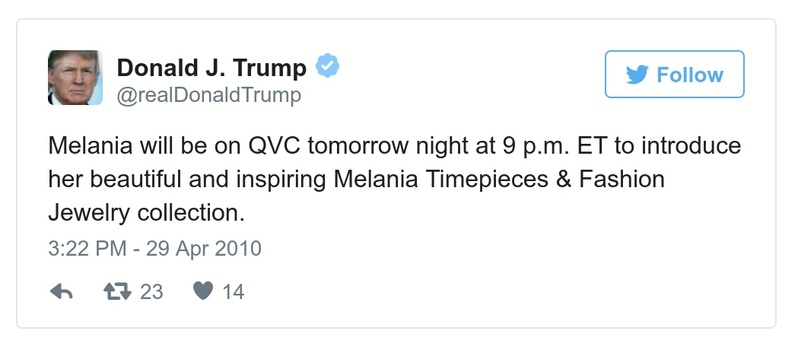 Donald J. Trump
@realDonaldTrump
Follow
Melania will be on QVC tomorrow night at 9 p.m. ET to introduce
her beautiful and inspiring Melania Timepieces & Fashion
Jewelry collection.
3:22 PM - 29 Apr 2010
23 14